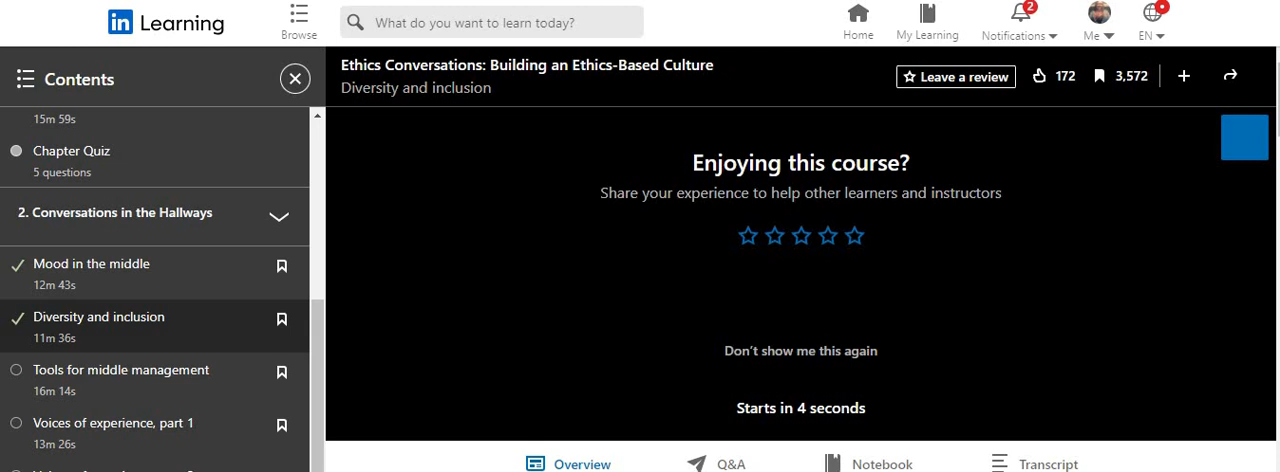 in Learning
Browse
What do you want to learn today?
Home
My Learning
2
Notifications
Me
EN
Contents
Ethics Conversations: Building an Ethics-Based Culture
Diversity and inclusion
Leave a review
172
3,572
15m 59s
Chapter Quiz
5 questions
2. Conversations in the Hallways
Mood in the middle
12m 43s
Diversity and inclusion
11m 36s
Tools for middle management
16m 14s
Voices of experience, part 1
13m 26s
Enjoying this course?
Share your experience to help other learners and instructors
Don't show me this again
Starts in 4 seconds
Overview
Q&A
Notebook
Transcript